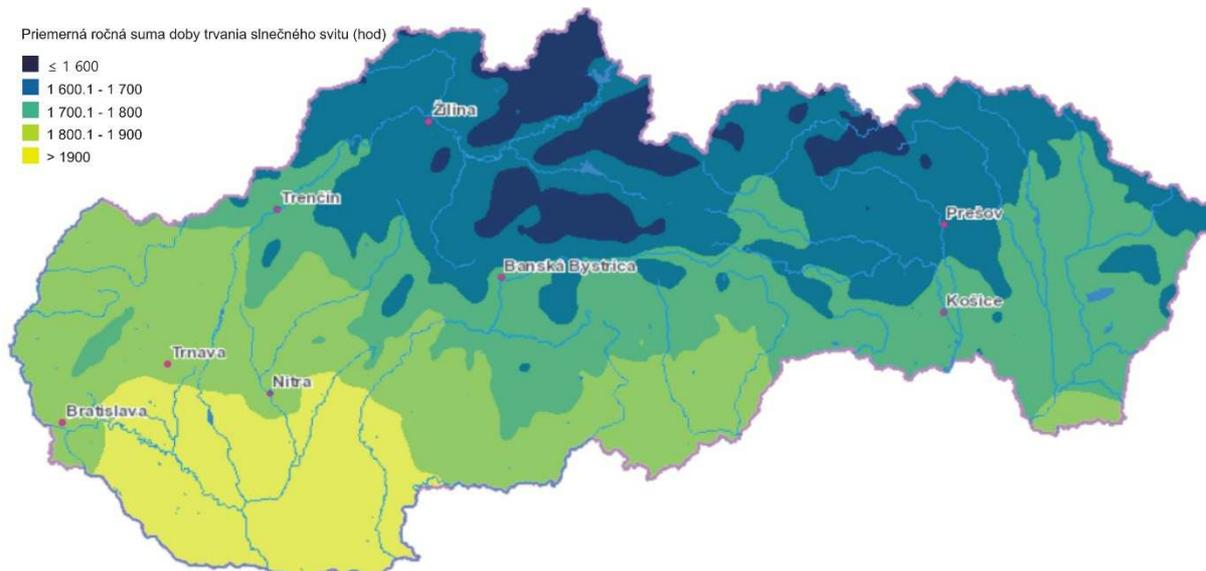 Priemerná ročná suma doby trvania slnečného svitu (hod)
≤ 1 600
1 600.1 - 1 700
1 700.1 - 1 800
1 800.1 - 1 900
> 1900
Žilina
Trenčín
Prešov
Banská Bystrica
Košice
Trnava
Nitra
Bratislava